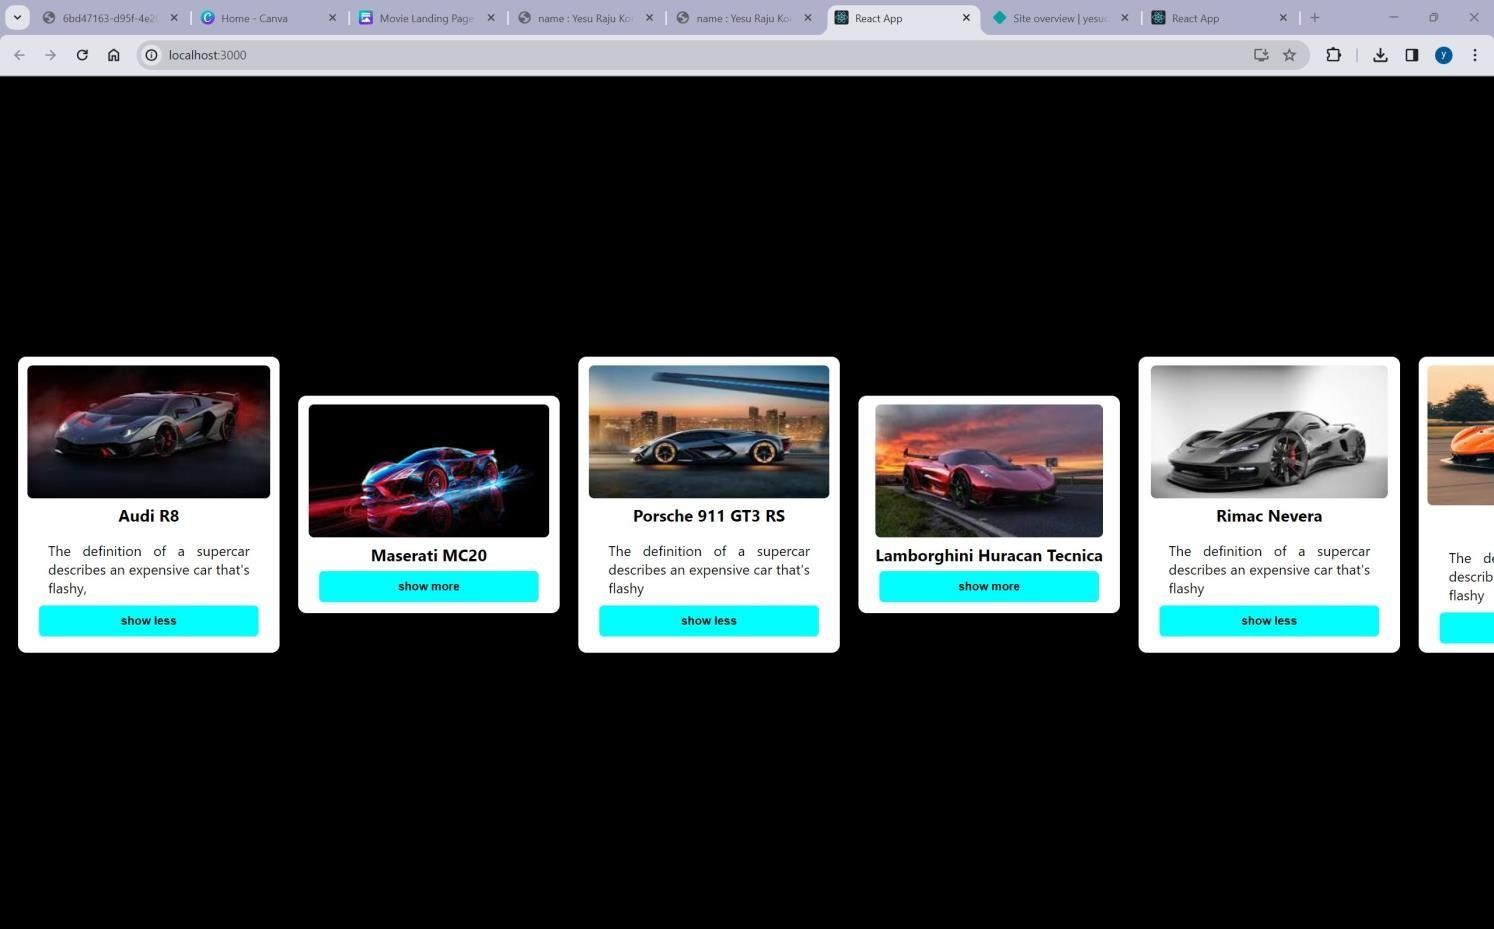 6bd47163-d95f-4e2
Home - Canva
Movie Landing Page
name : Yesu Raju Ko
name : Yesu Raju Ko
React App
Site overview | yesu
React App
localhost:3000
y
Audi R8
The definition of a supercar
describes an expensive car that's
flashy,
show less
Maserati MC20
show more
Porsche 911 GT3 RS
The definition of a supercar
describes an expensive car that's
flashy
show less
Lamborghini Huracan Tecnica
show more
Rimac Nevera
The definition of a supercar
describes an expensive car that's
flashy
show less
The de
describ
flashy